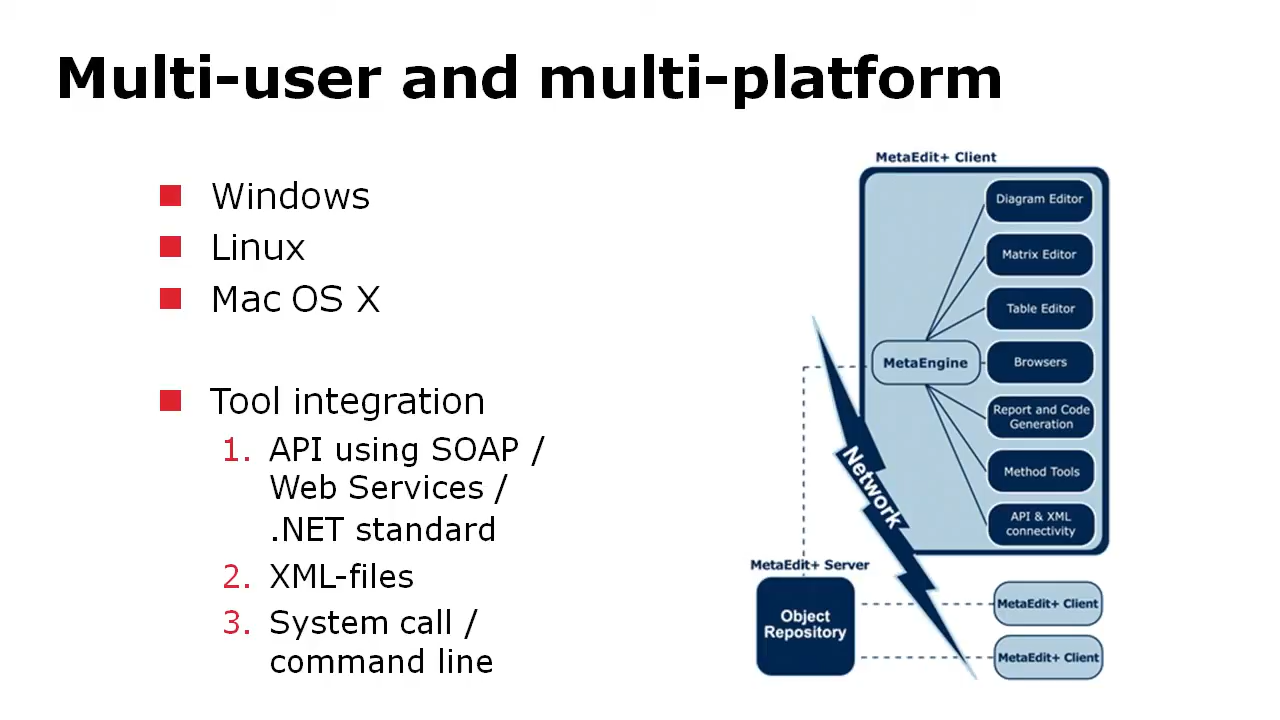 Multi-user and multi-platform
Windows
Linux
Mac OS X
Tool integration
1. API using SOAP /
Web Services /
.NET standard
2. XML-files
3. System call /
command line
MetaEdit+ Client
Diagram Editor
Matrix Editor
Table Editor
MetaEngine
Browsers
Report and Code
Generation
Method Tools
API & XML
connectivity
Network
MetaEdit+ Server
Object
Repository
MetaEdit+ Client
MetaEdit+ Client